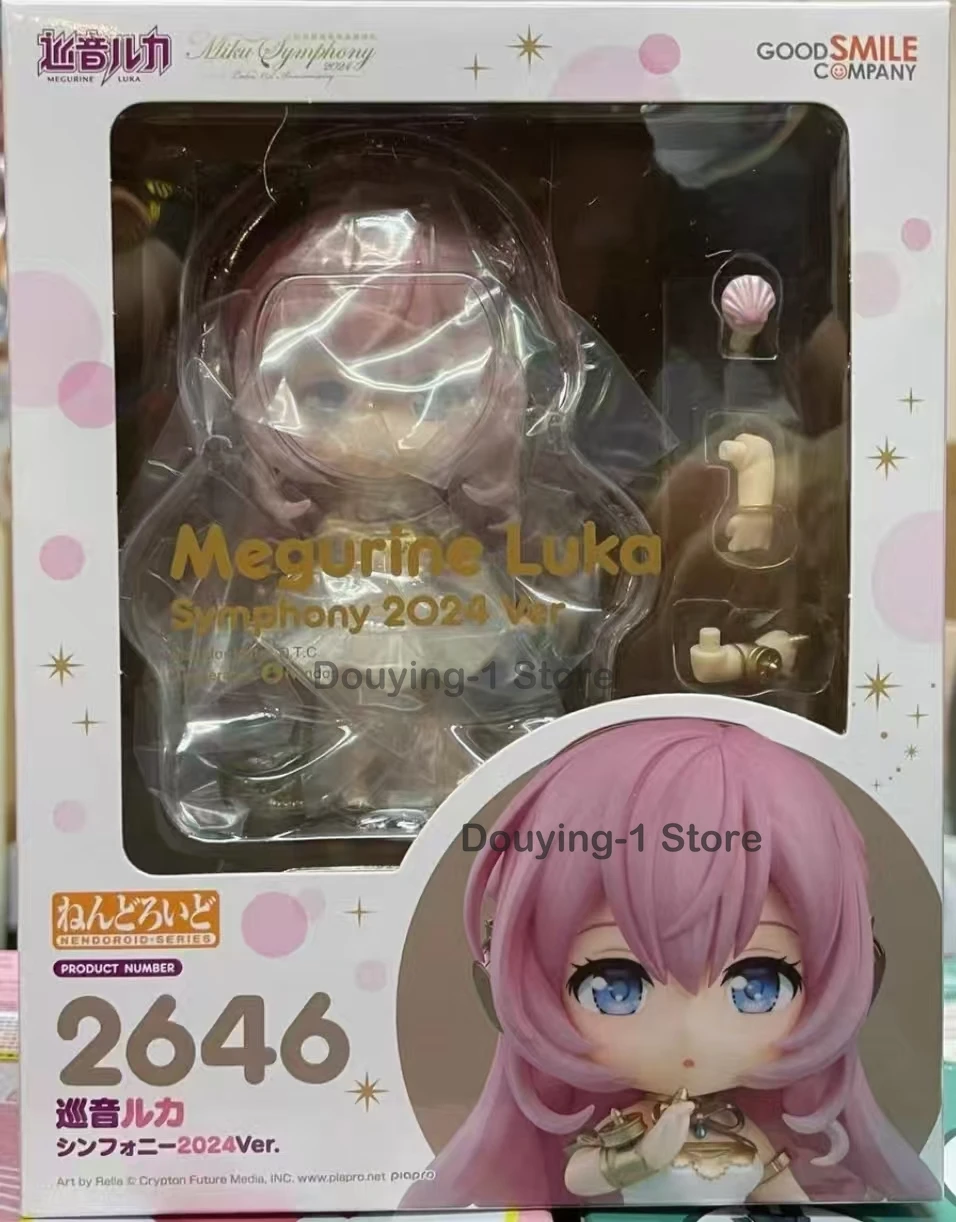 巡音ルカ
MEGURINE LUKA
Miku Symphony
2024
GOOD SMILE
COMPANY
Megurine Luka
Symphony 2024 Ver
Douying-1 Store
Douying-1 Store
ねんどろいど
NENDOROID SERIES
PRODUCT NUMBER
2646
巡音ルカ
シンフォニー2024Ver.
Art by Rella © Crypton Future Media, INC. www.piapro.net piapro